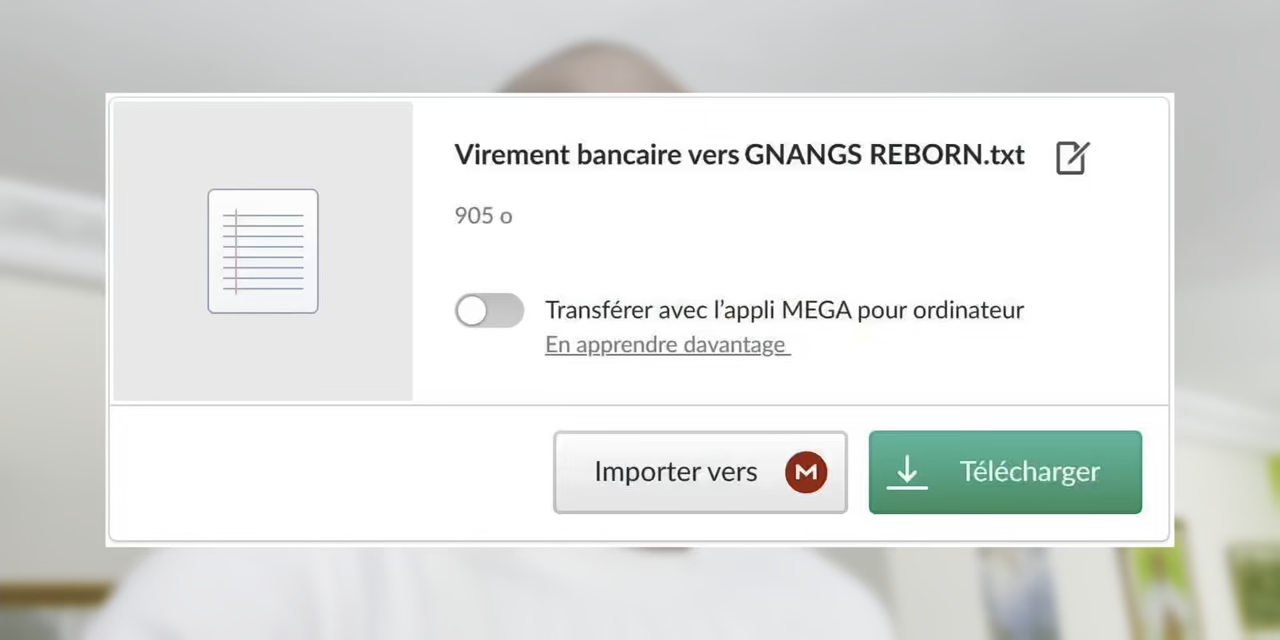 Virement bancaire vers GNANGS REBORN.txt
905 o
Transférer avec l’appli MEGA pour ordinateur
En apprendre davantage
Importer vers M
Télécharger